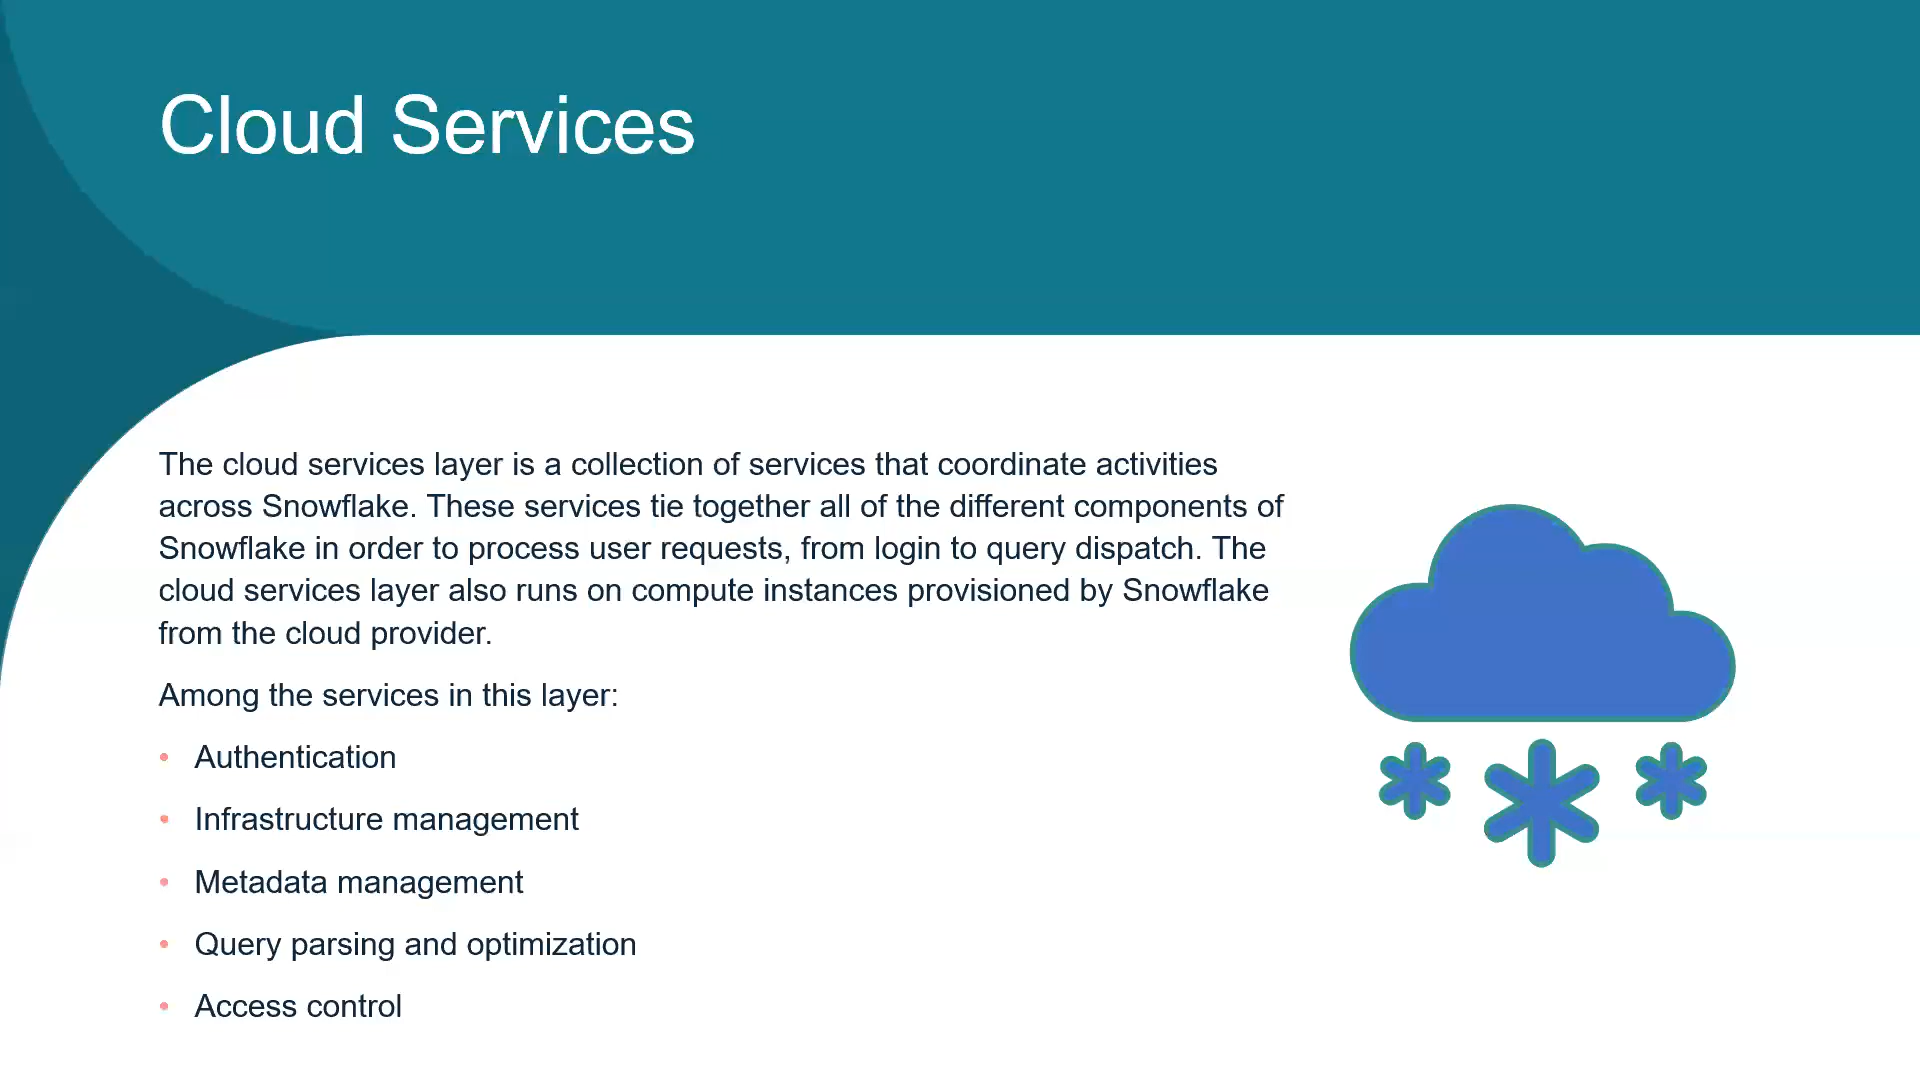 Cloud Services
The cloud services layer is a collection of services that coordinate activities
across Snowflake. These services tie together all of the different components of
Snowflake in order to process user requests, from login to query dispatch. The
cloud services layer also runs on compute instances provisioned by Snowflake
from the cloud provider.
Among the services in this layer:
• Authentication
• Infrastructure management
• Metadata management
• Query parsing and optimization
• Access control